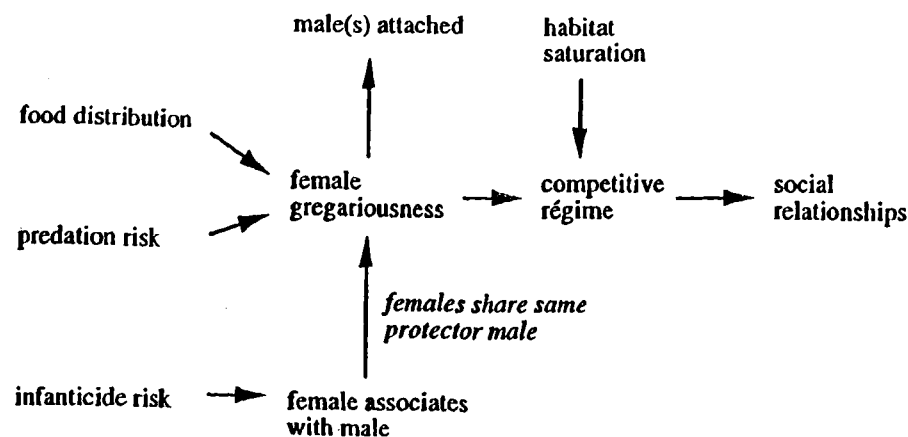 male(s) attached
habitat
saturation
food distribution
female
gregariousness
competitive
régime
social
relationships
predation risk
females share same
protector male
infanticide risk
female associates
with male